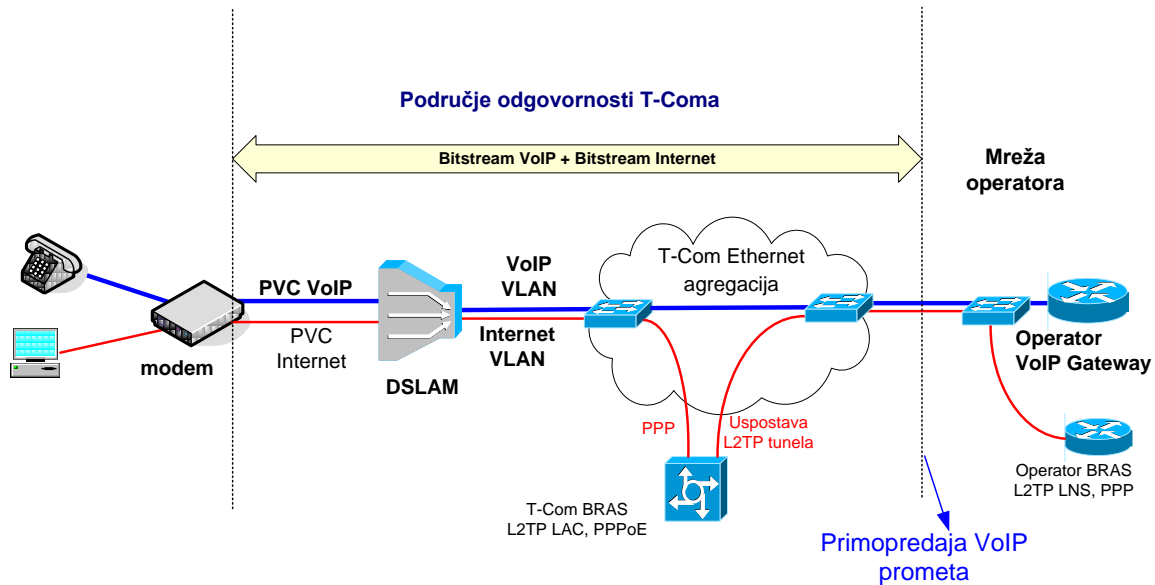 Područje odgovornosti T-Coma
Bitstream VoIP + Bitstream Internet
Mreža
operatora
T-Com Ethernet
agregacija
VoIP
VLAN
PVC VoIP
PVC
Internet
Internet
VLAN
modem
DSLAM
Operator
VoIP Gateway
PPP
Uspostava
L2TP tunela
T-Com BRAS
L2TP LAC, PPPoE
Operator BRAS
L2TP LNS, PPP
Primopredaja VoIP
prometa